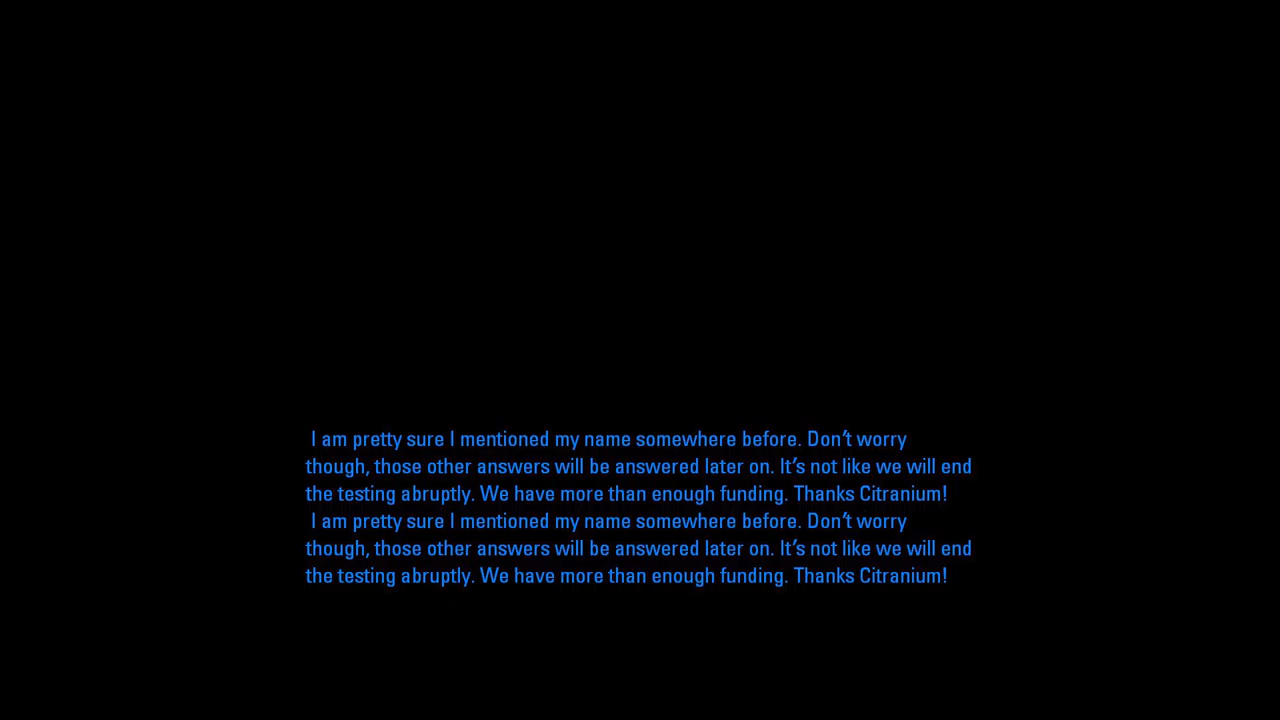 I am pretty sure I mentioned my name somewhere before. Don't worry
though, those other answers will be answered later on. It's not like we will end
the testing abruptly. We have more than enough funding. Thanks Citranium!
I am pretty sure I mentioned my name somewhere before. Don't worry
though, those other answers will be answered later on. It's not like we will end
the testing abruptly. We have more than enough funding. Thanks Citranium!